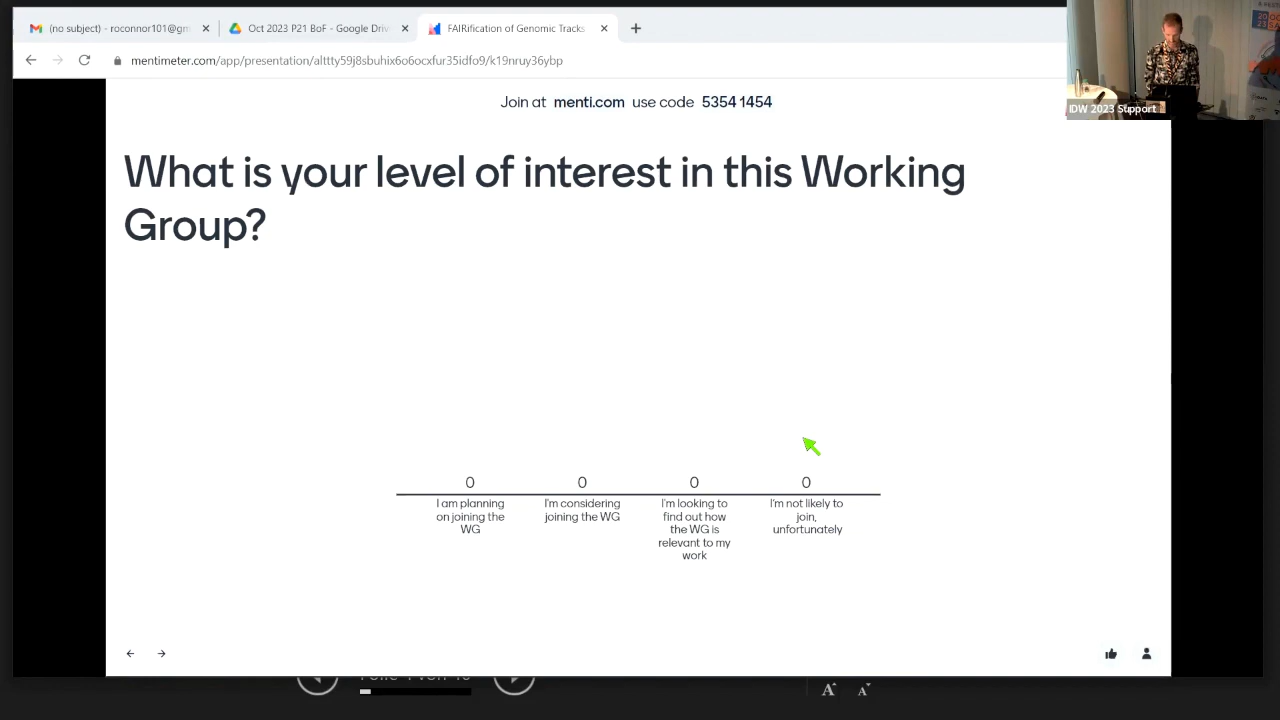 (no subject) - roconnor101@gm
Oct 2023 P21 BoF - Google Driv
FAIRification of Genomic Tracks
mentimeter.com/app/presentation/alttty59j8sbuhix6o6ocxfur35idfo9/k19nruy36ybp
IDW 2023 Support
Join at menti.com use code 5354 1454
What is your level of interest in this Working
Group?
0 0 0 0
I am planning
on joining the
WG
I'm considering
joining the WG
I'm looking to
find out how
the WG is
relevant to my
work
I'm not likely to
join,
unfortunately
A A